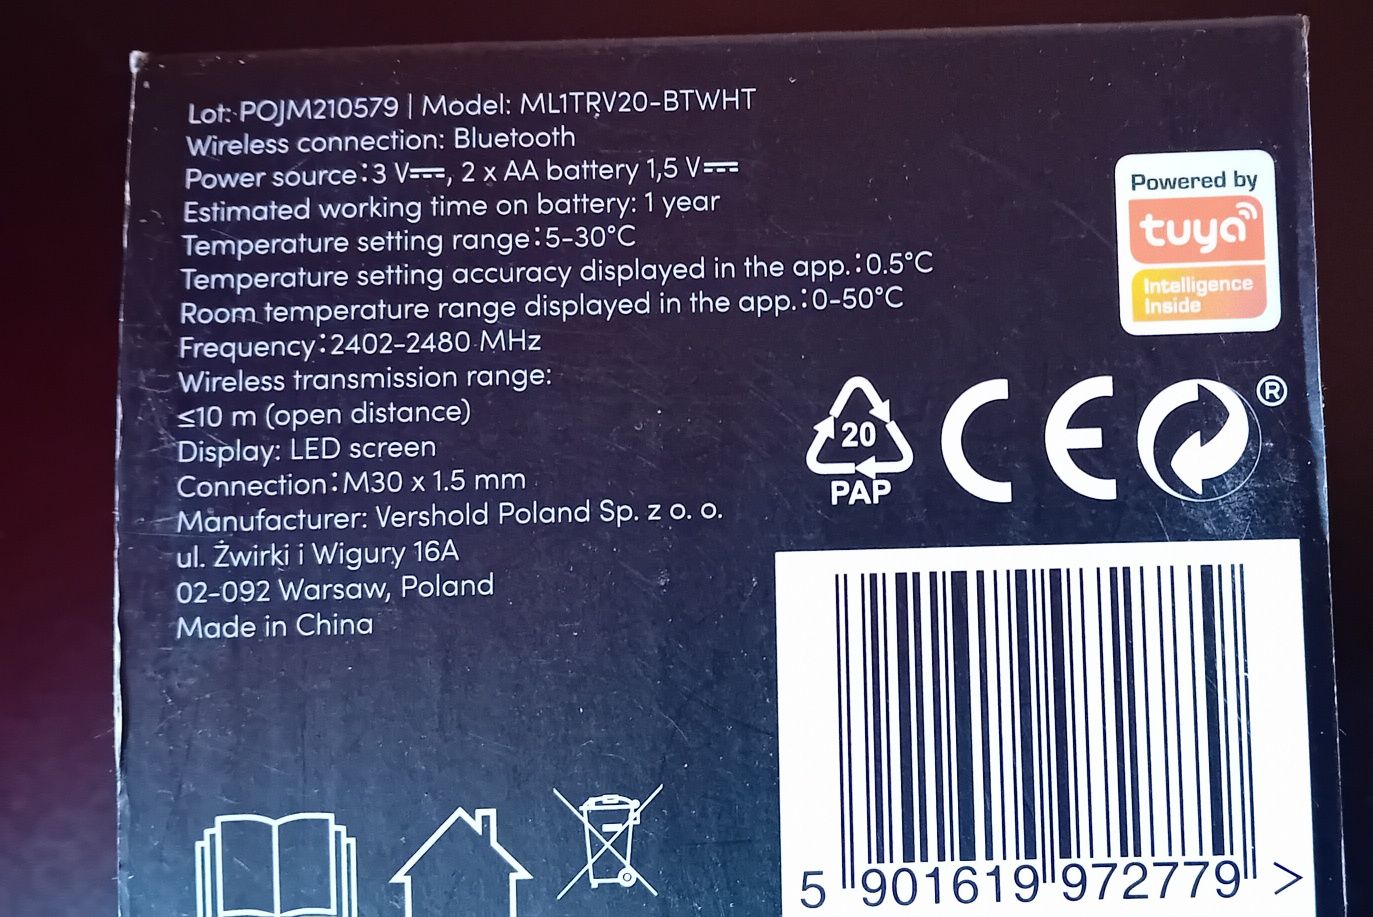 Lot: POJM210579 | Model: ML1TRV20-BTWHT
Wireless connection: Bluetooth
Power source: 3 V⎓, 2 x AA battery 1,5 V⎓
Estimated working time on battery: 1 year
Temperature setting range: 5-30°C
Temperature setting accuracy displayed in the app.: 0.5°C
Room temperature range displayed in the app.: 0-50°C
Frequency: 2402-2480 MHz
Wireless transmission range:
≤10 m (open distance)
Display: LED screen
Connection: M30 x 1.5 mm
Manufacturer: Vershold Poland Sp. z o. o.
ul. Żwirki i Wigury 16A
02-092 Warsaw, Poland
Made in China
Powered by
tuya
Intelligence
Inside
20
PAP
CE
®
5 901619 972779 >